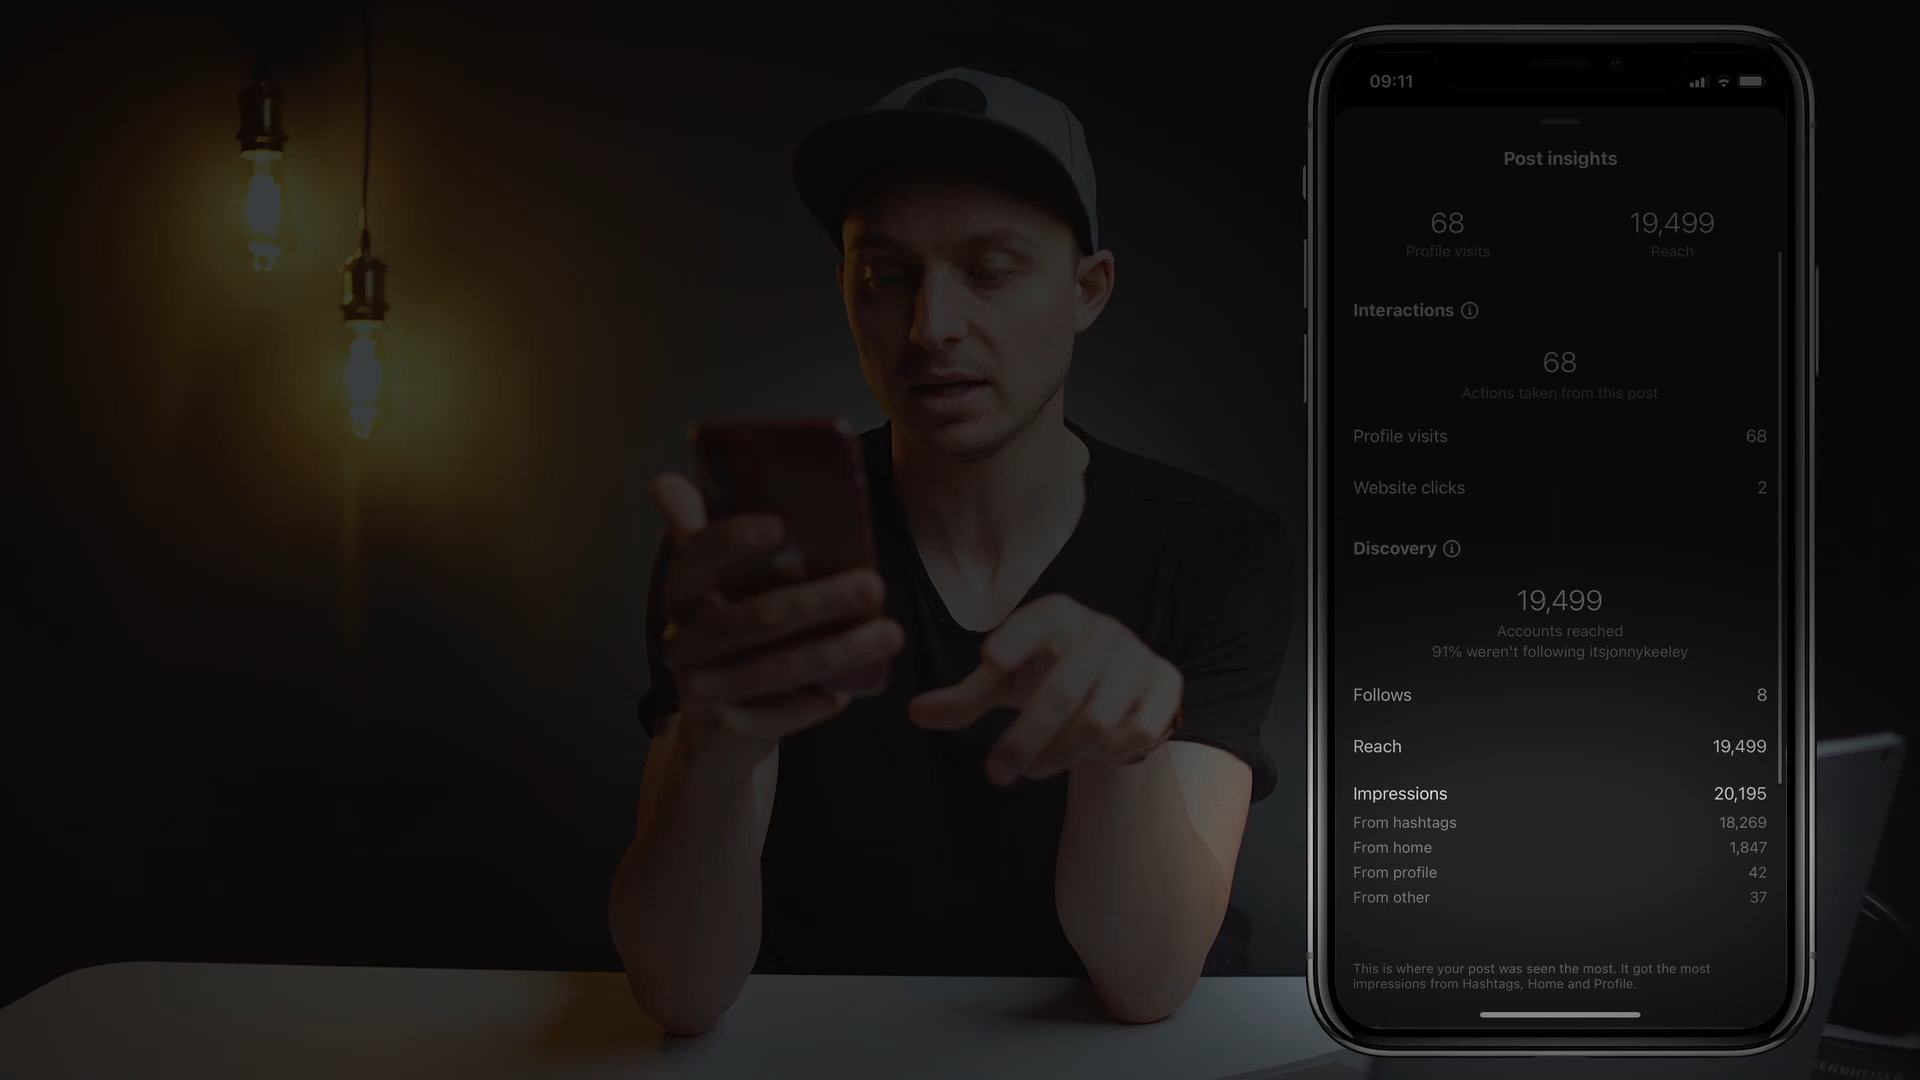 09:11
Post insights
68
19,499
Profile visits
Reach
Interactions
68
Actions taken from this post
Profile visits 68
Website clicks 2
Discovery
19,499
Accounts reached
91% weren't following itsjonnykeeley
Follows 8
Reach 19,499
Impressions 20,195
From hashtags 18,269
From home 1,847
From profile 42
From other 37
This is where your post was seen the most. It got the most
impressions from Hashtags, Home and Profile.
SENNHEISER